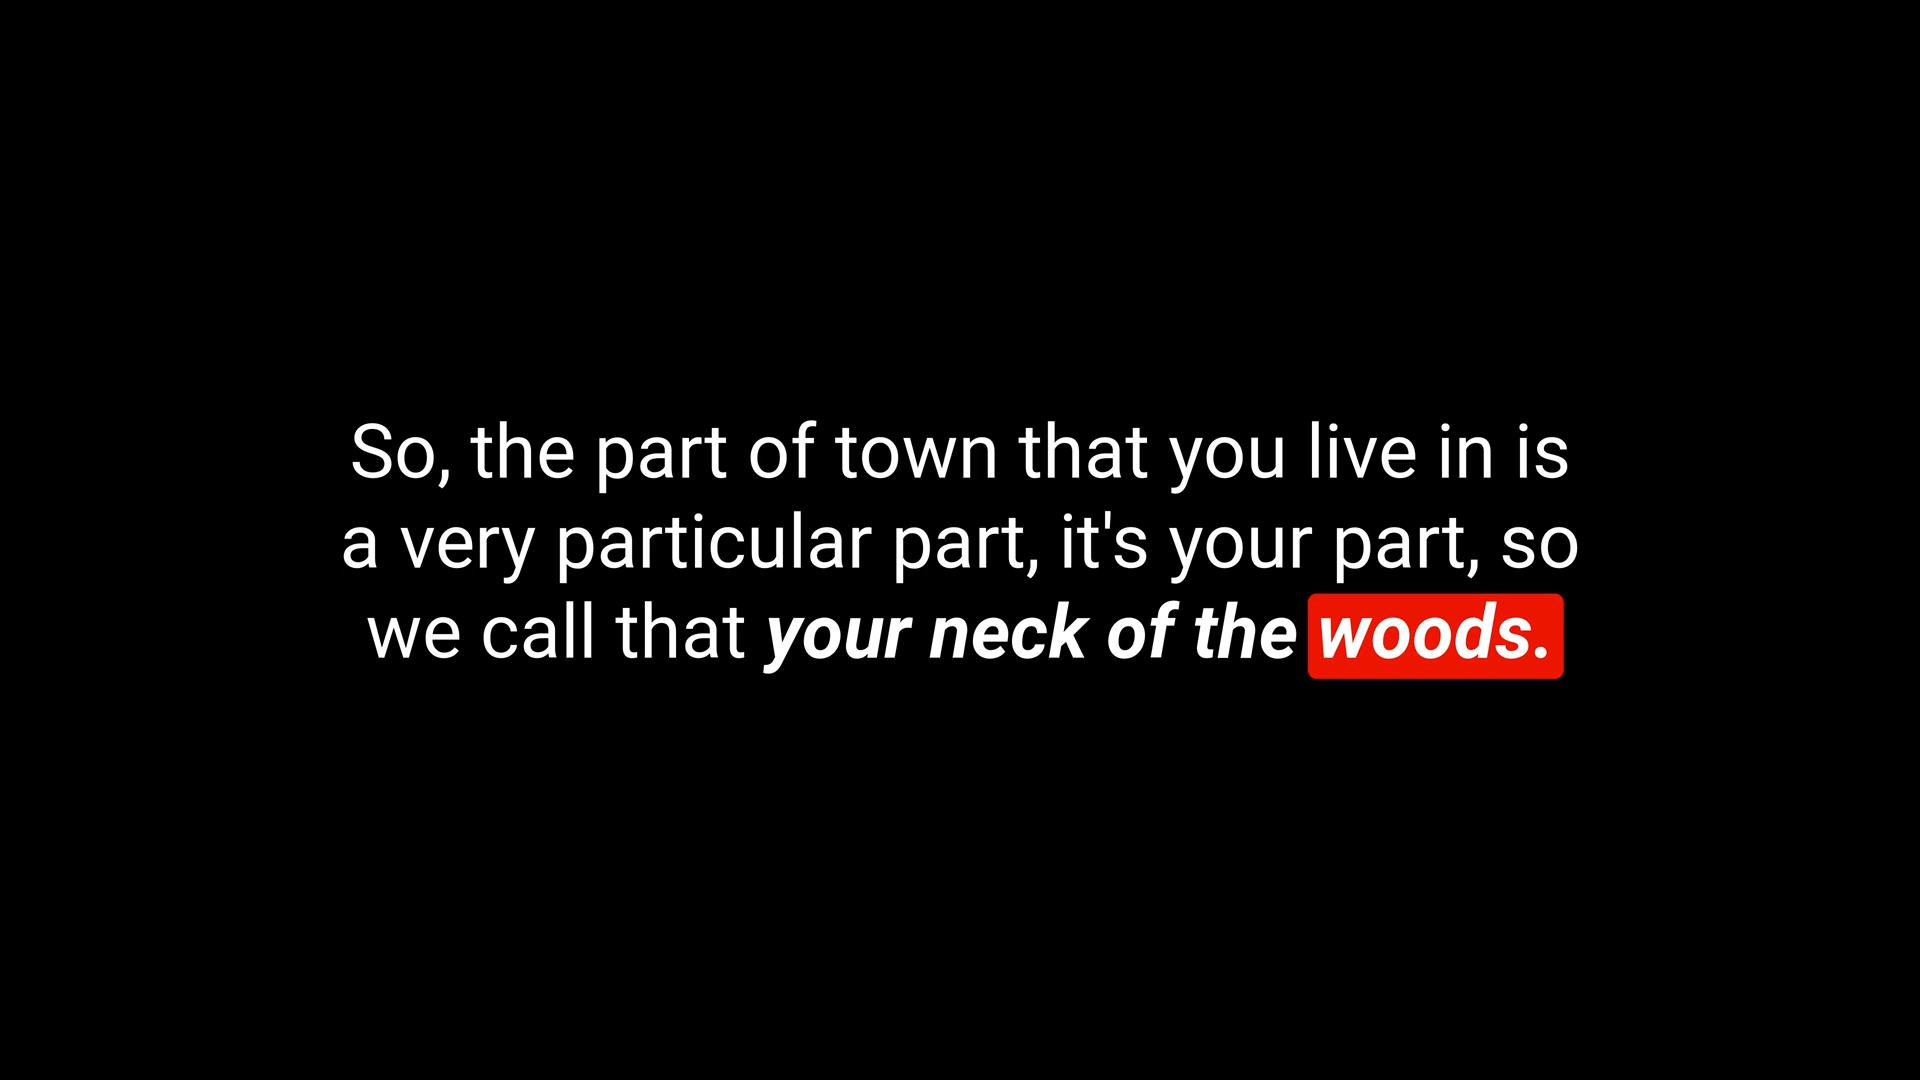 So, the part of town that you live in is
a very particular part, it's your part, so
we call that your neck of the woods.